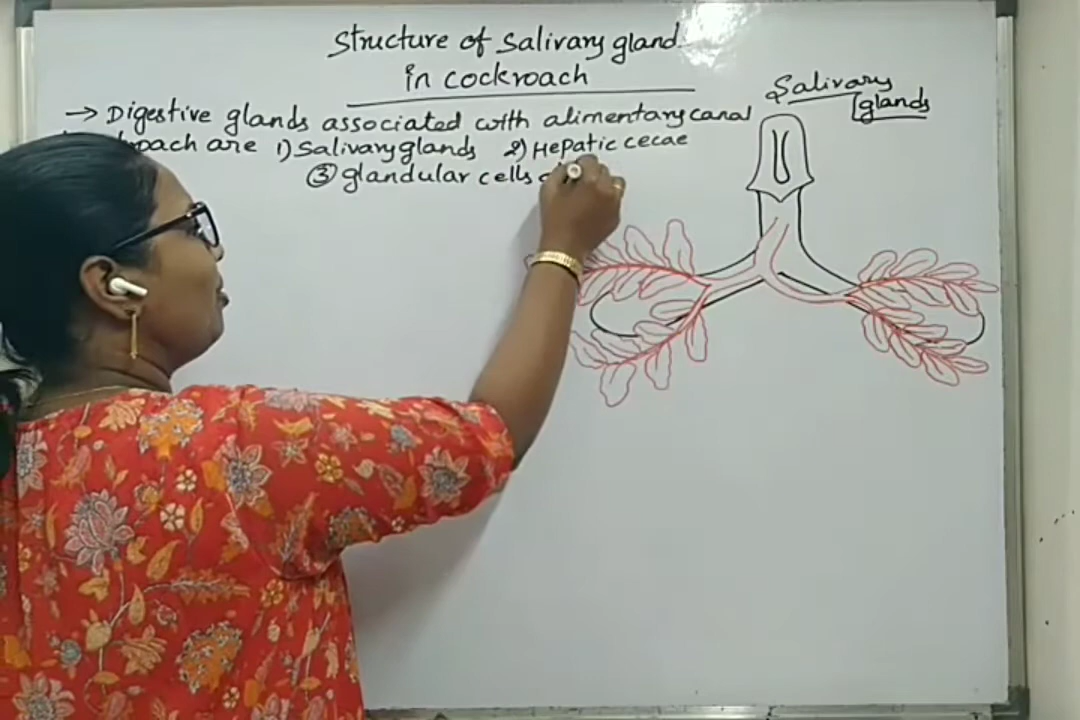 Structure of Salivary gland
in cockroach
→ Digestive glands associated with alimentary canal
are 1) Salivary glands 2) Hepatic cecae
③ glandular cells
Salivary
glands